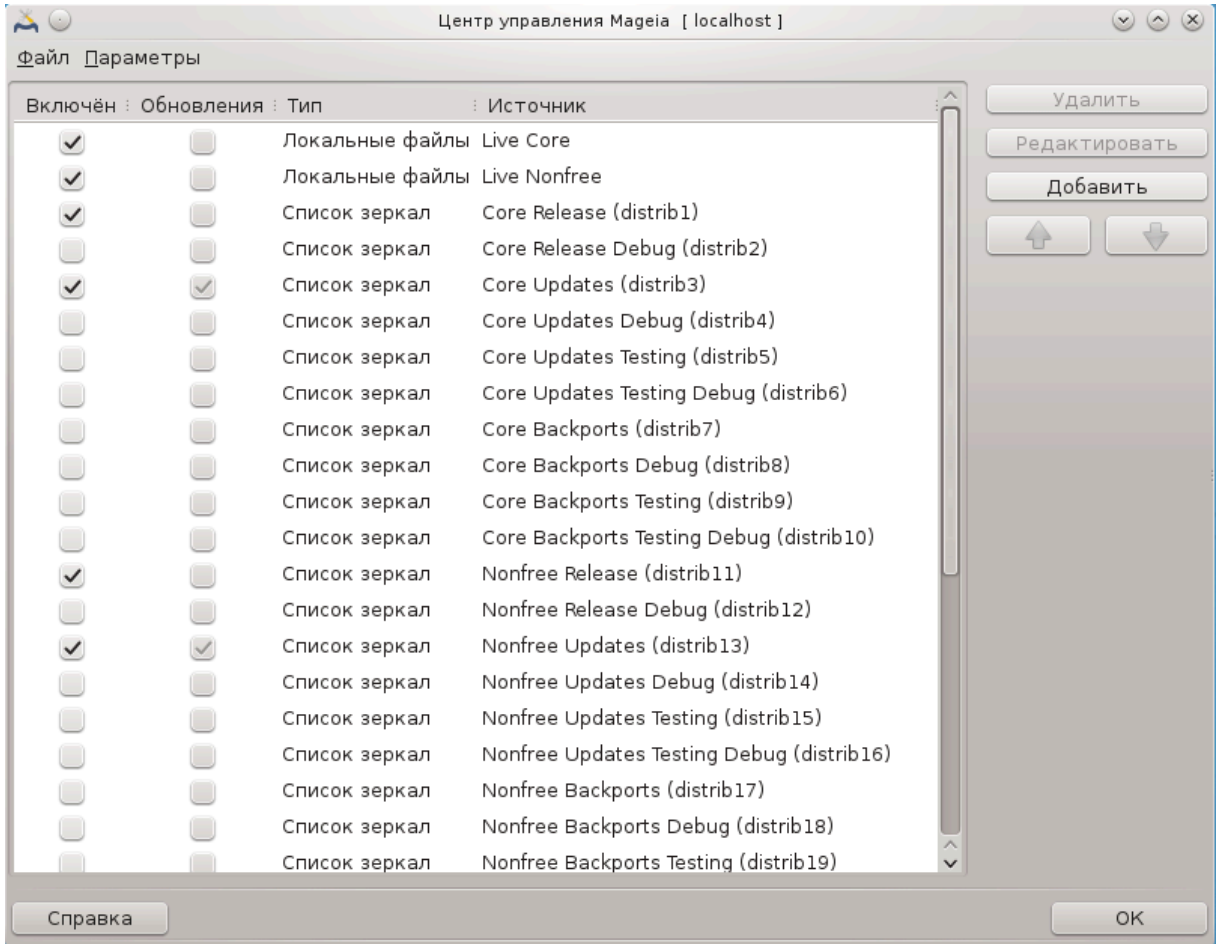 Центр управления Mageia [ localhost ]
Файл Параметры
Включён Обновления Тип Источник
Локальные файлы Live Core
Локальные файлы Live Nonfree
Список зеркал Core Release (distrib1)
Список зеркал Core Release Debug (distrib2)
Список зеркал Core Updates (distrib3)
Список зеркал Core Updates Debug (distrib4)
Список зеркал Core Updates Testing (distrib5)
Список зеркал Core Updates Testing Debug (distrib6)
Список зеркал Core Backports (distrib7)
Список зеркал Core Backports Debug (distrib8)
Список зеркал Core Backports Testing (distrib9)
Список зеркал Core Backports Testing Debug (distrib10)
Список зеркал Nonfree Release (distrib11)
Список зеркал Nonfree Release Debug (distrib12)
Список зеркал Nonfree Updates (distrib13)
Список зеркал Nonfree Updates Debug (distrib14)
Список зеркал Nonfree Updates Testing (distrib15)
Список зеркал Nonfree Updates Testing Debug (distrib16)
Список зеркал Nonfree Backports (distrib17)
Список зеркал Nonfree Backports Debug (distrib18)
Список зеркал Nonfree Backports Testing (distrib19)
Удалить
Редактировать
Добавить
Справка
OK